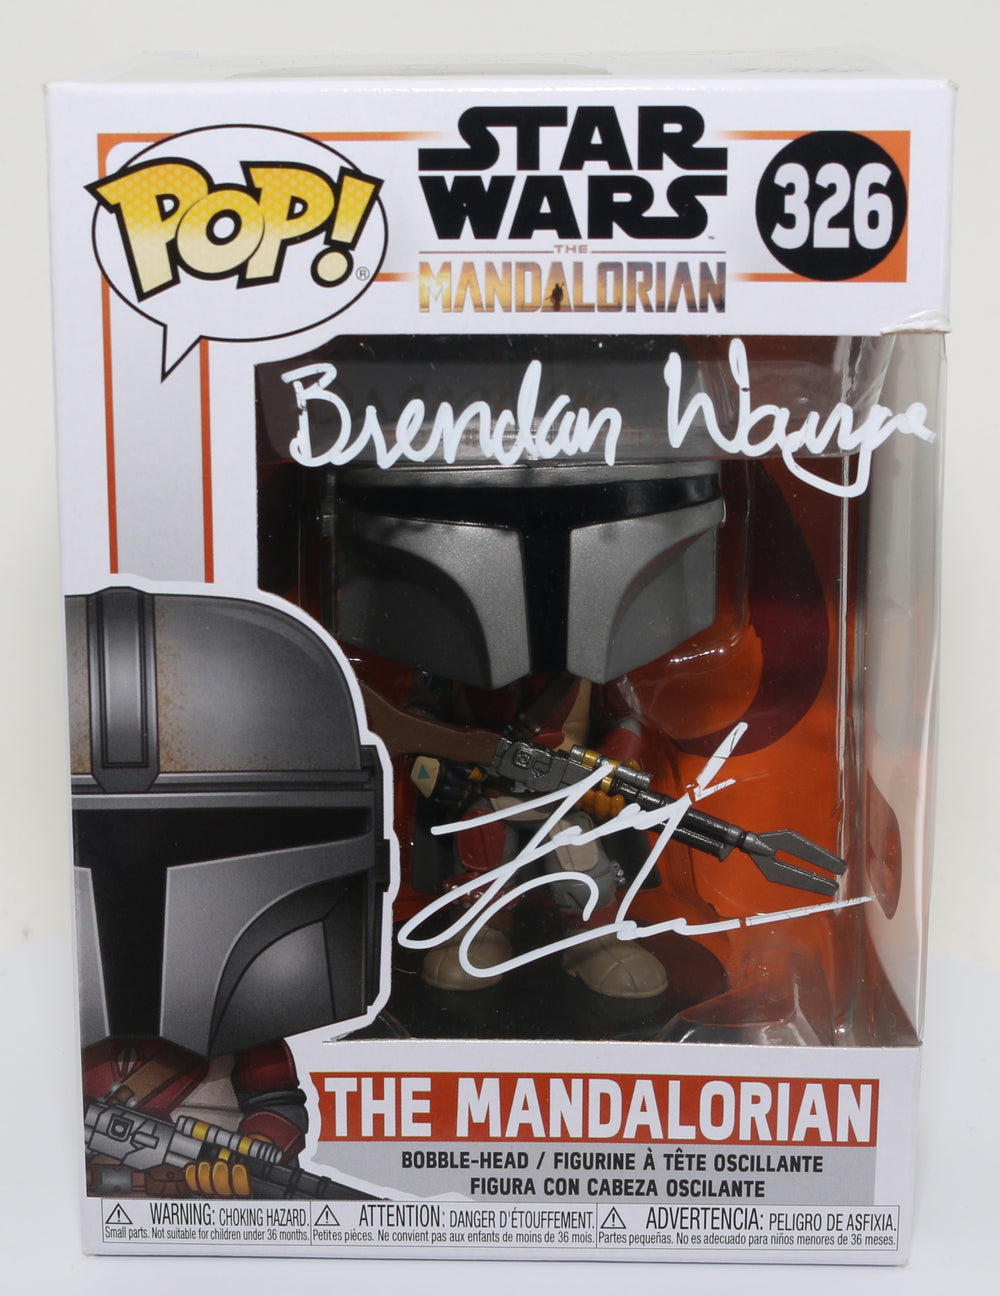 POP!®
STAR
WARS™
THE
MANDALORIAN
326
Brendan Wayne
THE MANDALORIAN
BOBBLE-HEAD / FIGURINE À TÊTE OSCILLANTE
FIGURA CON CABEZA OSCILANTE
WARNING: CHOKING HAZARD.
Small parts. Not suitable for children under 36 months.
ATTENTION: DANGER D'ÉTOUFFEMENT.
Petites pièces. Ne convient pas aux enfants de moins de 36 mois.
ADVERTENCIA: PELIGRO DE ASFIXIA.
Partes pequeñas. No es adecuado para niños menores de 36 meses.